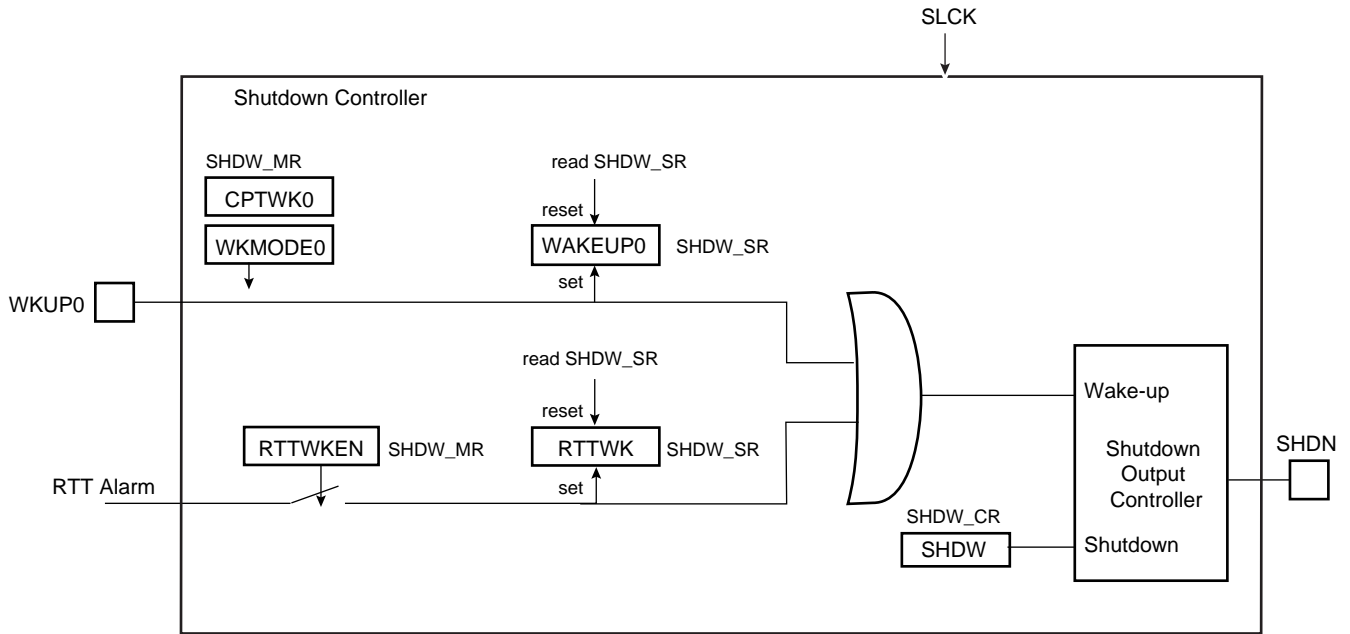 SLCK
Shutdown Controller
SHDW_MR
CPTWK0
WKMODE0
read SHDW_SR
reset
WAKEUP0
SHDW_SR
set
WKUP0
read SHDW_SR
reset
RTTWKEN
SHDW_MR
RTTWK
SHDW_SR
set
RTT Alarm
Wake-up
Shutdown
Output
Controller
SHDN
SHDW_CR
SHDW
Shutdown